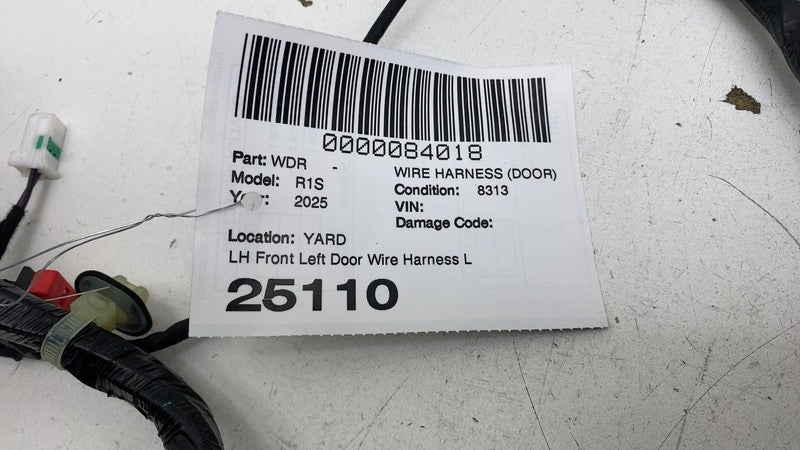 0000084018
Part: WDR - WIRE HARNESS (DOOR)
Model: R1S Condition: 8313
Year: 2025 VIN:
Damage Code:
Location: YARD
LH Front Left Door Wire Harness L
25110